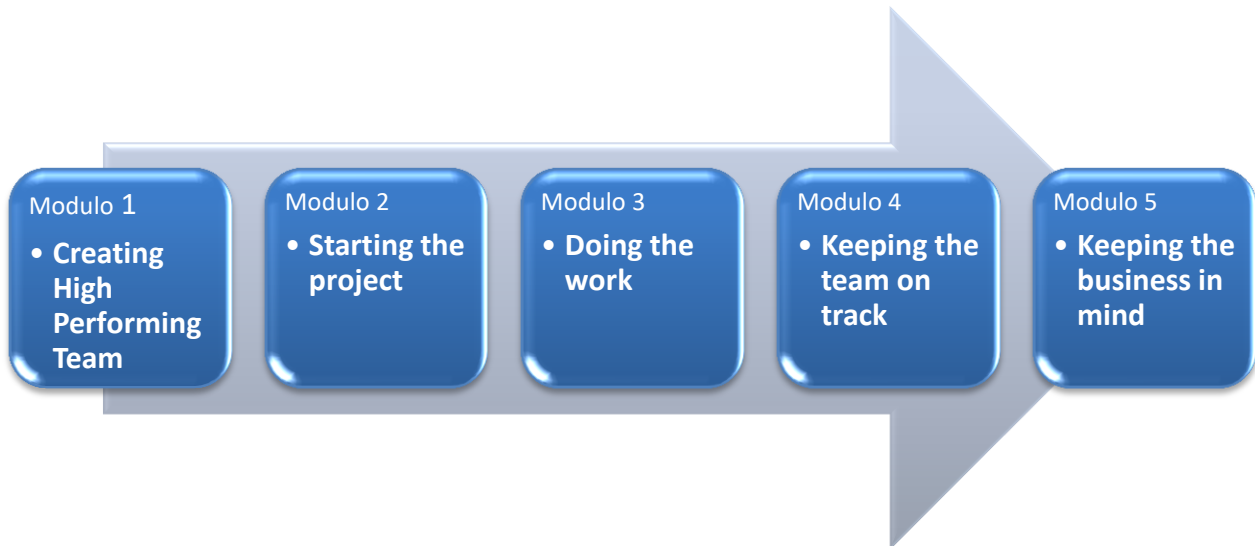 Modulo 1
• Creating
High
Performing
Team
Modulo 2
• Starting the
project
Modulo 3
• Doing the
work
Modulo 4
• Keeping the
team on
track
Modulo 5
• Keeping the
business in
mind